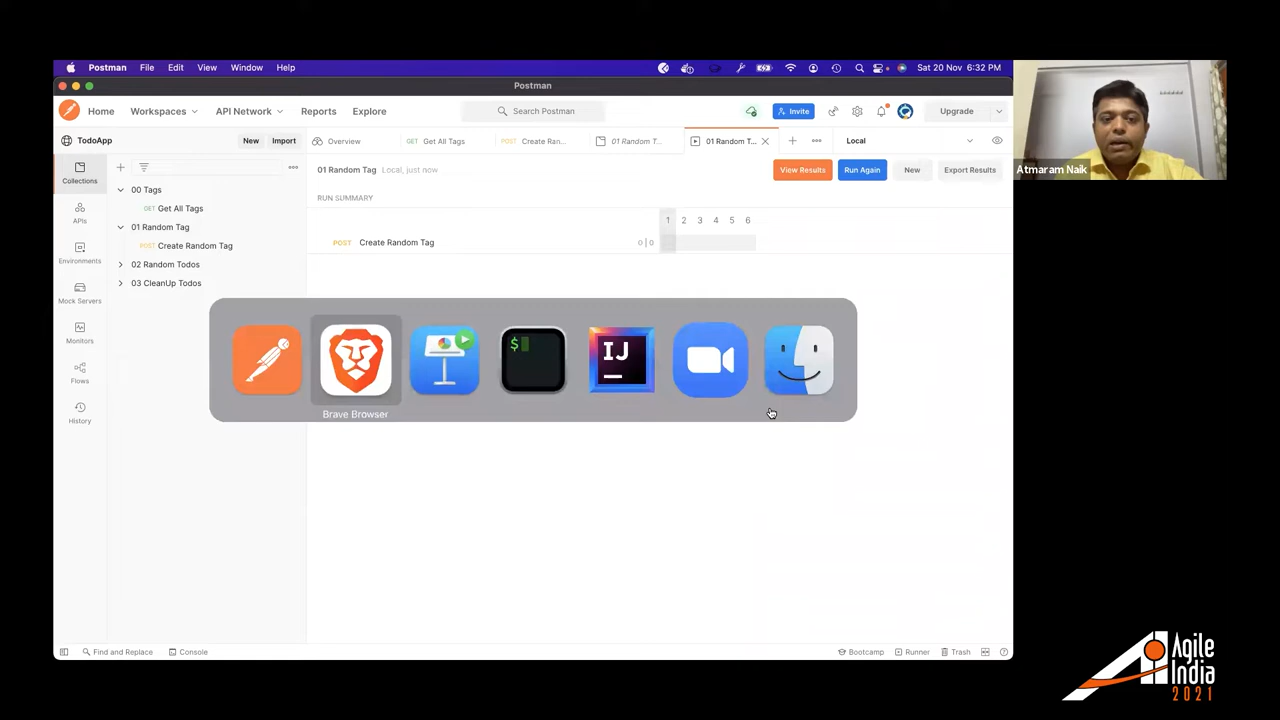 Postman File Edit View Window Help Sat 20 Nov 6:32 PM
Postman
Home Workspaces API Network Reports Explore Search Postman Invite Upgrade
TodoApp New Import Overview GET Get All Tags POST Create Ran... 01 Random T... 01 Random T... Local
Collections
APIs
Environments
Mock Servers
Monitors
Flows
History
00 Tags
GET Get All Tags
01 Random Tag
POST Create Random Tag
02 Random Todos
03 CleanUp Todos
01 Random Tag Local, just now View Results Run Again New Export Results
RUN SUMMARY
1 2 3 4 5 6
POST Create Random Tag 0 | 0
$
IJ
Brave Browser
Find and Replace Console Bootcamp Runner Trash
Atmaram Naik
Agile
India
2021